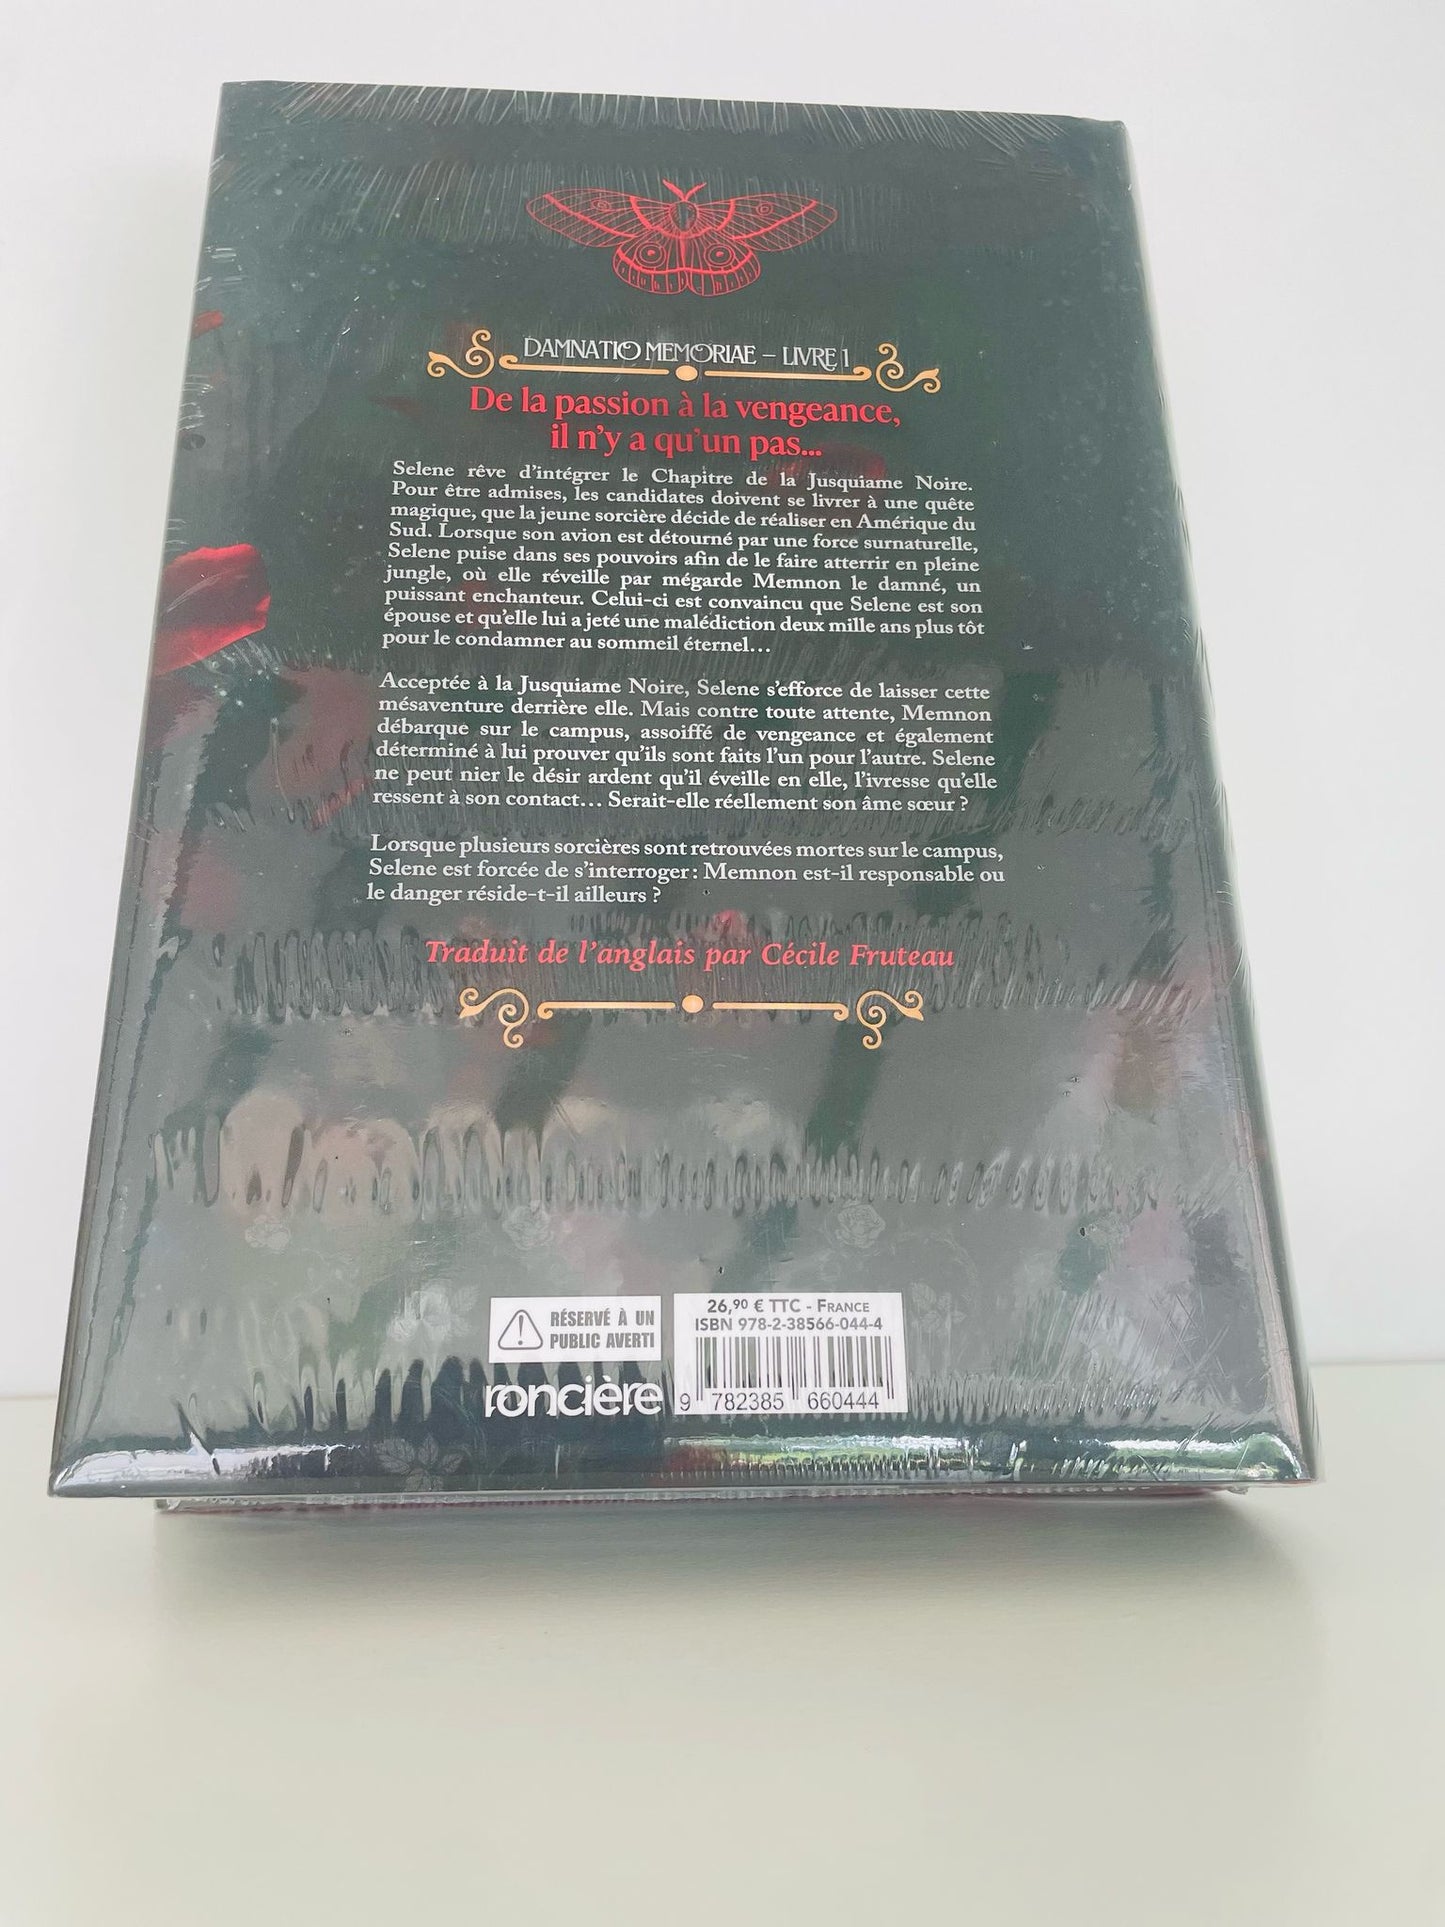 DAMNATIO MEMORIAE – LIVRE 1
De la passion à la vengeance,
il n'y a qu'un pas...
Selene rêve d'intégrer le Chapitre de la Jusquiame Noire.
Pour être admises, les candidates doivent se livrer à une quête
magique, que la jeune sorcière décide de réaliser en Amérique du
Sud. Lorsque son avion est détourné par une force surnaturelle,
Selene puise dans ses pouvoirs afin de le faire atterrir en pleine
jungle, où elle réveille par mégarde Memnon le damné, un
puissant enchanteur. Celui-ci est convaincu que Selene est son
épouse et qu'elle lui a jeté une malédiction deux mille ans plus tôt
pour le condamner au sommeil éternel…
Acceptée à la Jusquiame Noire, Selene s'efforce de laisser cette
mésaventure derrière elle. Mais contre toute attente, Memnon
débarque sur le campus, assoiffé de vengeance et également
déterminé à lui prouver qu'ils sont faits l'un pour l'autre. Selene
ne peut nier le désir ardent qu'il éveille en elle, l'ivresse qu'elle
ressent à son contact… Serait-elle réellement son âme sœur ?
Lorsque plusieurs sorcières sont retrouvées mortes sur le campus,
Selene est forcée de s'interroger : Memnon est-il responsable ou
le danger réside-t-il ailleurs ?
Traduit de l'anglais par Cécile Fruteau
RÉSERVÉ À UN
PUBLIC AVERTI
roncière
26,90 € TTC - FRANCE
ISBN 978-2-38566-044-4
9 782385 660444